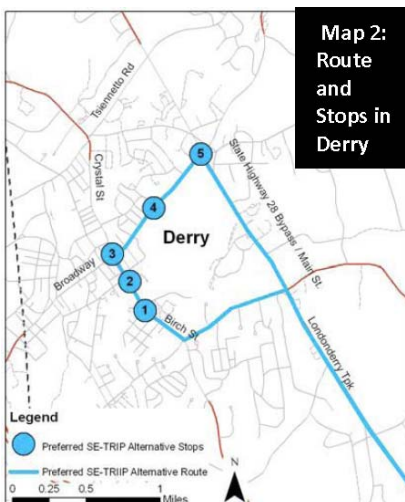 Map 2:
Route
and
Stops in
Derry
Tsiennetto Rd
Crystal St
5
State Highway 28 Bypass / Main St.
4
Derry
3
Broadway
2
1
Birch St
Londonderry Tpk
Legend
Preferred SE-TRIP Alternative Stops
Preferred SE-TRIIP Alternative Route
N
0 0.25 0.5 1
Miles